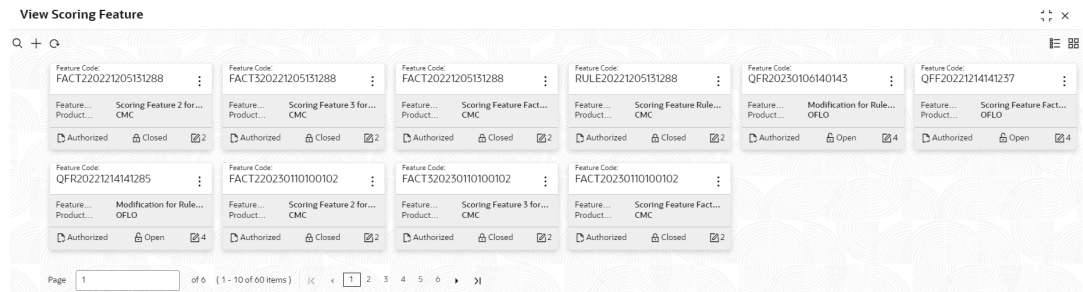 View Scoring Feature
Feature Code:
FACT220221205131288
Feature... Scoring Feature 2 for...
Product... CMC
Authorized Closed 2
Feature Code:
FACT320221205131288
Feature... Scoring Feature 3 for...
Product... CMC
Authorized Closed 2
Feature Code:
FACT20221205131288
Feature... Scoring Feature Fact...
Product... CMC
Authorized Closed 2
Feature Code:
RULE20221205131288
Feature... Scoring Feature Rule...
Product... CMC
Authorized Closed 2
Feature Code:
QFR20230106140143
Feature... Modification for Rule...
Product... OFLO
Authorized Open 4
Feature Code:
QFF20221214141237
Feature... Scoring Feature Fact...
Product... OFLO
Authorized Open 4
Feature Code:
QFR20221214141285
Feature... Modification for Rule...
Product... OFLO
Authorized Open 4
Feature Code:
FACT220230110100102
Feature... Scoring Feature 2 for...
Product... CMC
Authorized Closed 2
Feature Code:
FACT320230110100102
Feature... Scoring Feature 3 for...
Product... CMC
Authorized Closed 2
Feature Code:
FACT20230110100102
Feature... Scoring Feature Fact...
Product... CMC
Authorized Closed 2
Page 1 of 6 ( 1 - 10 of 60 items ) 1 2 3 4 5 6